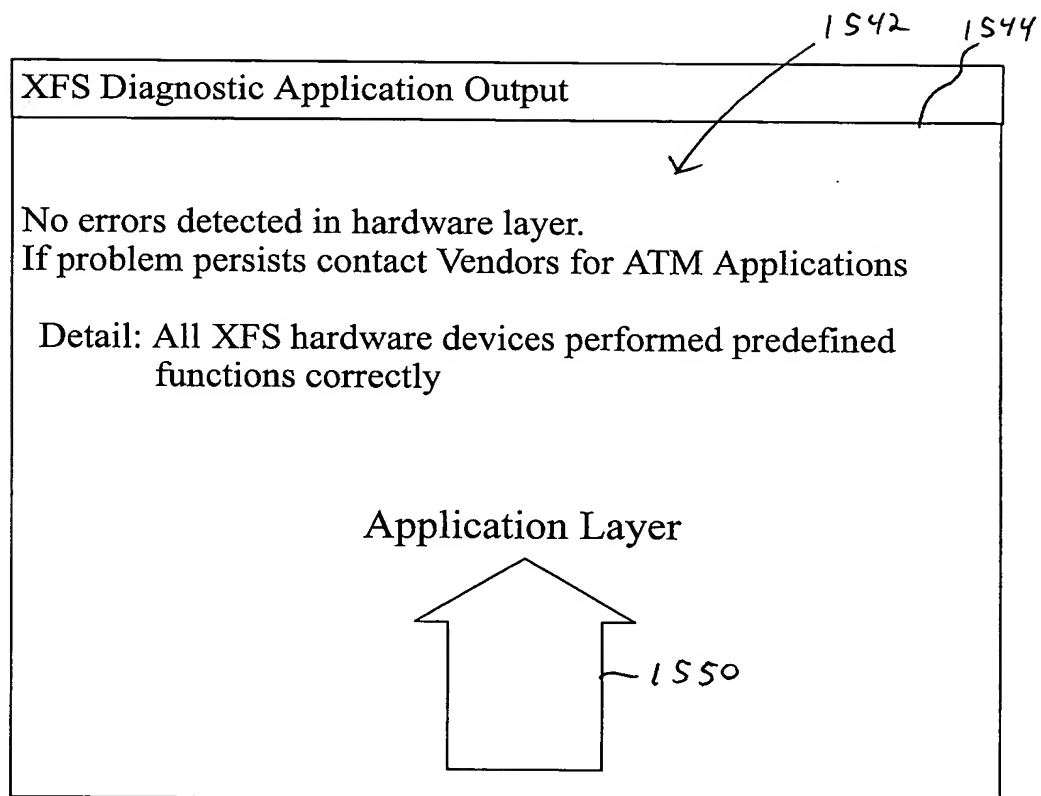 1542 1544
XFS Diagnostic Application Output
No errors detected in hardware layer.
If problem persists contact Vendors for ATM Applications
Detail: All XFS hardware devices performed predefined
functions correctly
Application Layer
1550